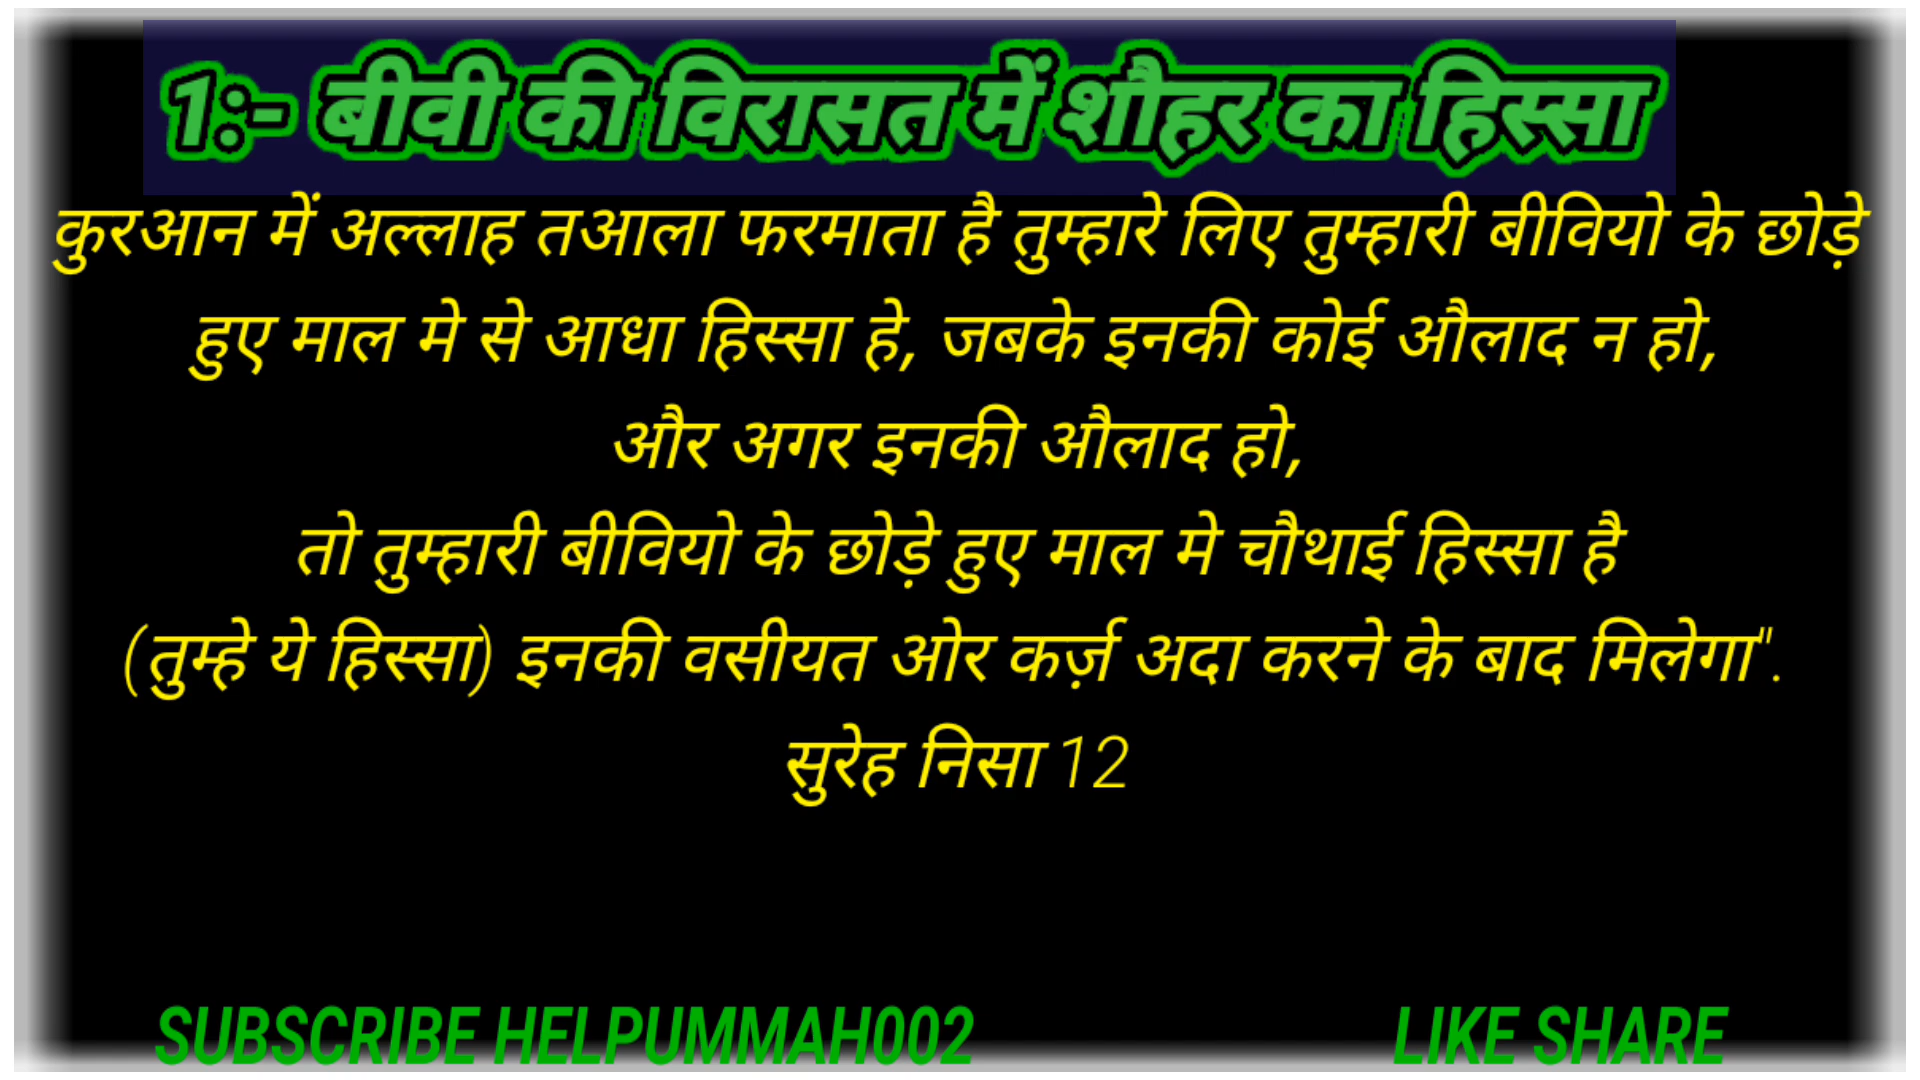 1:- बीवी की विरासत में शौहर का हिस्सा
कुरआन में अल्लाह तआला फरमाता है तुम्हारे लिए तुम्हारी बीवियो के छोड़े
हुए माल मे से आधा हिस्सा हे, जबके इनकी कोई औलाद न हो,
और अगर इनकी औलाद हो,
तो तुम्हारी बीवियो के छोड़े हुए माल मे चौथाई हिस्सा है
(तुम्हे ये हिस्सा) इनकी वसीयत ओर कर्ज़ अदा करने के बाद मिलेगा".
सुरेह निसा 12
SUBSCRIBE HELPUMMAH002 LIKE SHARE